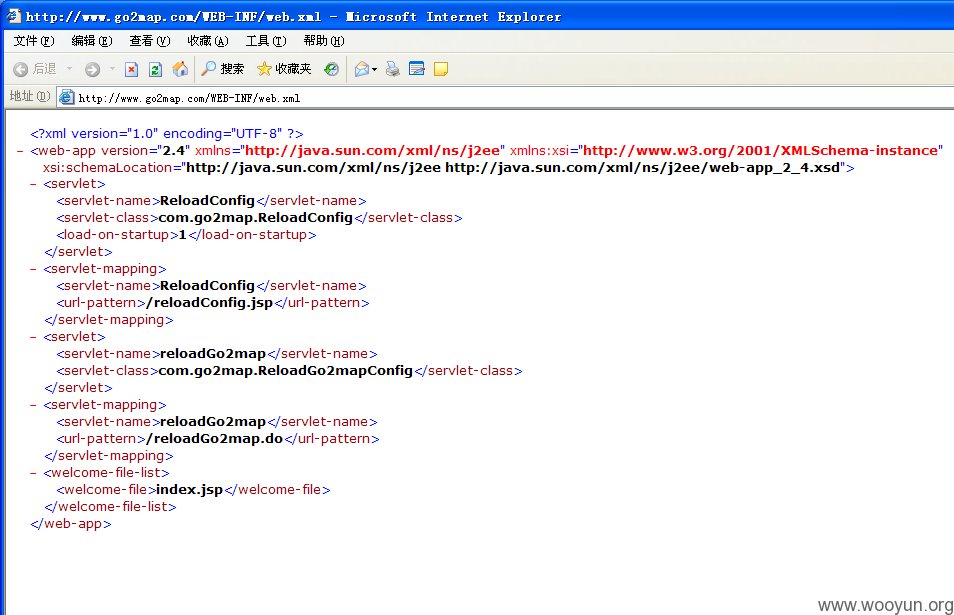 http://www.go2map.com/WEB-INF/web.xml - Microsoft Internet Explorer
文件(F) 编辑(E) 查看(V) 收藏(A) 工具(T) 帮助(H)
后退 搜索 收藏夹
地址(D) http://www.go2map.com/WEB-INF/web.xml
<?xml version="1.0" encoding="UTF-8" ?>
- <web-app version="2.4" xmlns="http://java.sun.com/xml/ns/j2ee" xmlns:xsi="http://www.w3.org/2001/XMLSchema-instance"
xsi:schemaLocation="http://java.sun.com/xml/ns/j2ee http://java.sun.com/xml/ns/j2ee/web-app_2_4.xsd">
- <servlet>
<servlet-name>ReloadConfig</servlet-name>
<servlet-class>com.go2map.ReloadConfig</servlet-class>
<load-on-startup>1</load-on-startup>
</servlet>
- <servlet-mapping>
<servlet-name>ReloadConfig</servlet-name>
<url-pattern>/reloadConfig.jsp</url-pattern>
</servlet-mapping>
- <servlet>
<servlet-name>reloadGo2map</servlet-name>
<servlet-class>com.go2map.ReloadGo2mapConfig</servlet-class>
</servlet>
- <servlet-mapping>
<servlet-name>reloadGo2map</servlet-name>
<url-pattern>/reloadGo2map.do</url-pattern>
</servlet-mapping>
- <welcome-file-list>
<welcome-file>index.jsp</welcome-file>
</welcome-file-list>
</web-app>
www.wooyun.org